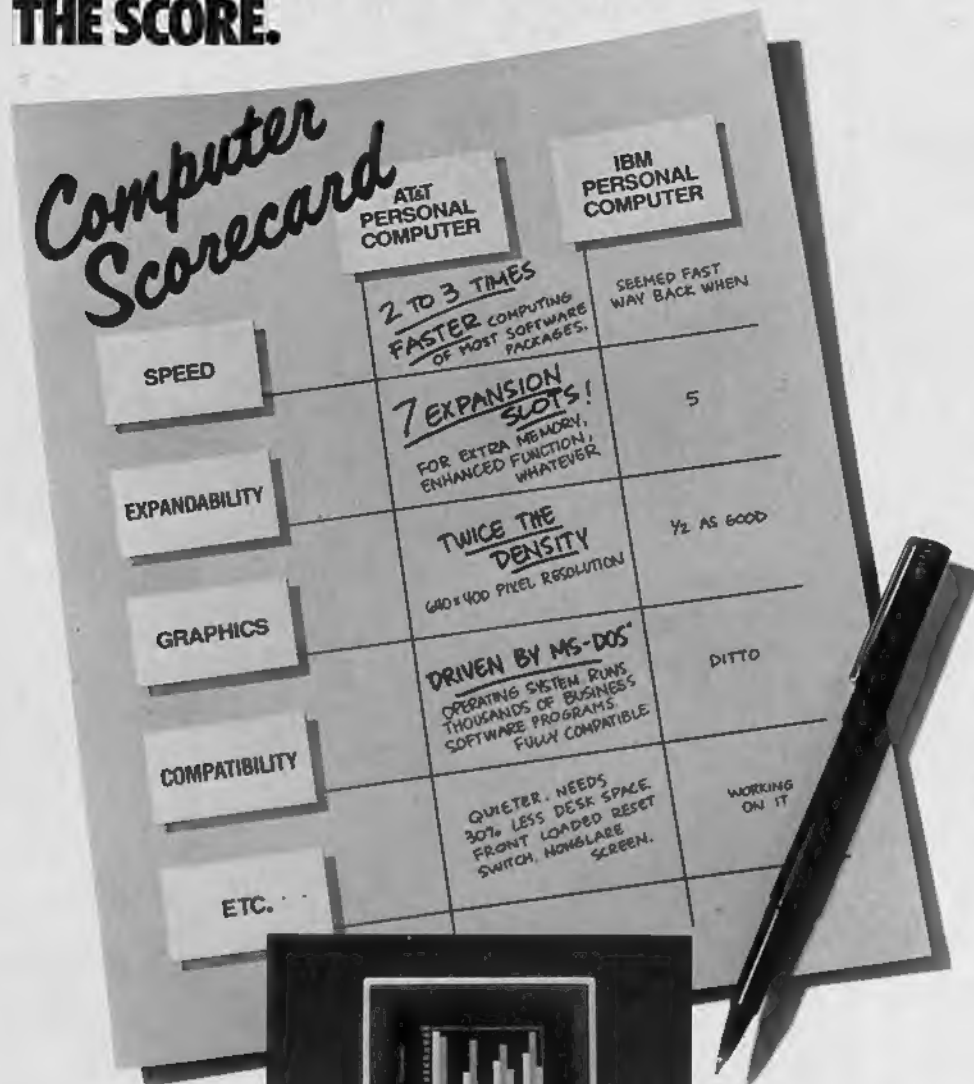 THE SCORE.
Computer
Scorecard
AT&T
PERSONAL
COMPUTER
IBM
PERSONAL
COMPUTER
SPEED
2 TO 3 TIMES
FASTER COMPUTING
OF MOST SOFTWARE
PACKAGES.
SEEMED FAST
WAY BACK WHEN
EXPANDABILITY
7 EXPANSION
SLOTS!
FOR EXTRA MEMORY,
ENHANCED FUNCTION,
WHATEVER
5
GRAPHICS
TWICE THE
DENSITY
640 x 400 PIXEL RESOLUTION
1/2 AS GOOD
COMPATIBILITY
DRIVEN BY MS-DOS*
OPERATING SYSTEM RUNS
THOUSANDS OF BUSINESS
SOFTWARE PROGRAMS.
FULLY COMPATIBLE
DITTO
ETC.
QUIETER. NEEDS
30% LESS DESK SPACE.
FRONT LOADED RESET
SWITCH, NONGLARE
SCREEN.
WORKING
ON IT